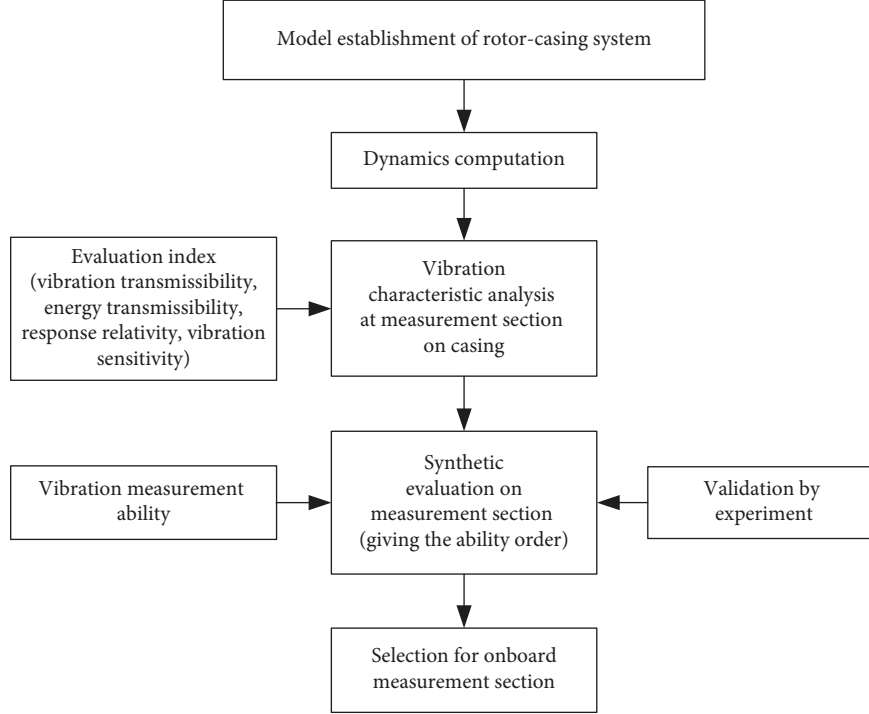 Model establishment of rotor-casing system
Dynamics computation
Evaluation index
(vibration transmissibility,
energy transmissibility,
response relativity, vibration
sensitivity)
Vibration
characteristic analysis
at measurement section
on casing
Vibration measurement
ability
Synthetic
evaluation on
measurement section
(giving the ability order)
Validation by
experiment
Selection for onboard
measurement section